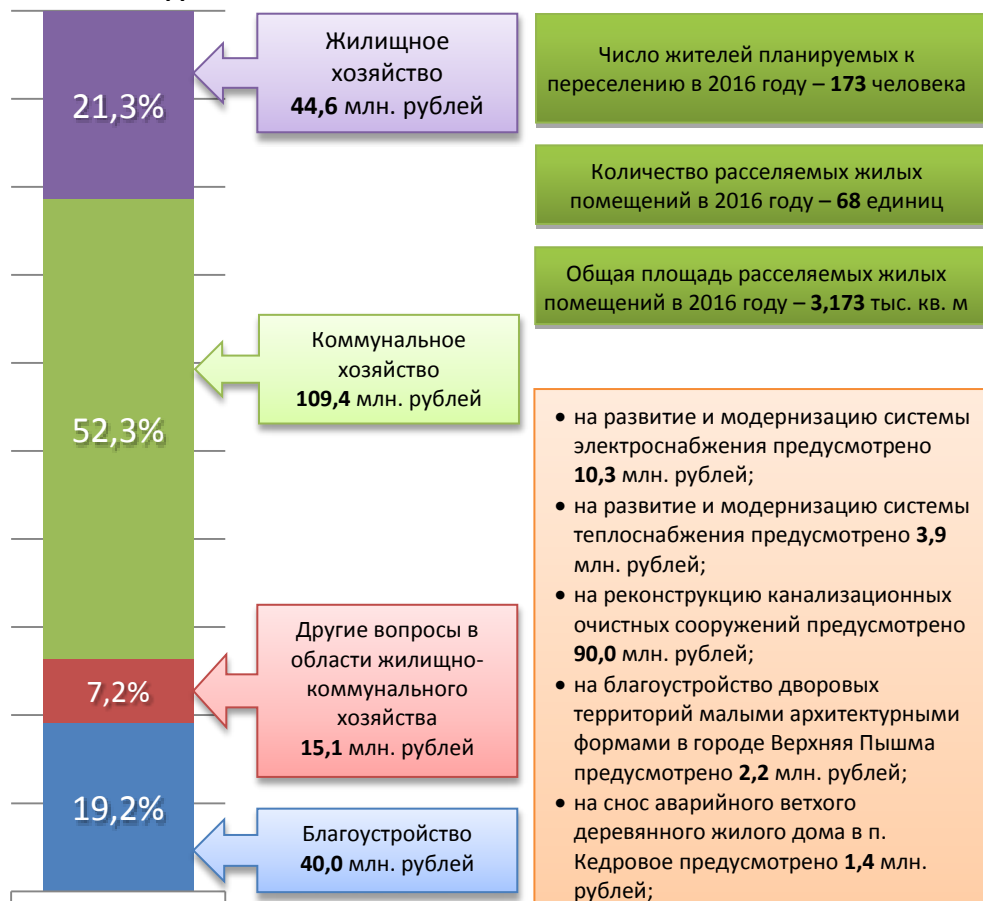 21,3%
52,3%
7,2%
19,2%
Жилищное
хозяйство
44,6 млн. рублей
Коммунальное
хозяйство
109,4 млн. рублей
Другие вопросы в
области жилищно-
коммунального
хозяйства
15,1 млн. рублей
Благоустройство
40,0 млн. рублей
Число жителей планируемых к
переселению в 2016 году – 173 человека
Количество расселяемых жилых
помещений в 2016 году – 68 единиц
Общая площадь расселяемых жилых
помещений в 2016 году – 3,173 тыс. кв. м
• на развитие и модернизацию системы
электроснабжения предусмотрено
10,3 млн. рублей;
• на развитие и модернизацию системы
теплоснабжения предусмотрено 3,9
млн. рублей;
• на реконструкцию канализационных
очистных сооружений предусмотрено
90,0 млн. рублей;
• на благоустройство дворовых
территорий малыми архитектурными
формами в городе Верхняя Пышма
предусмотрено 2,2 млн. рублей;
• на снос аварийного ветхого
деревянного жилого дома в п.
Кедровое предусмотрено 1,4 млн.
рублей;